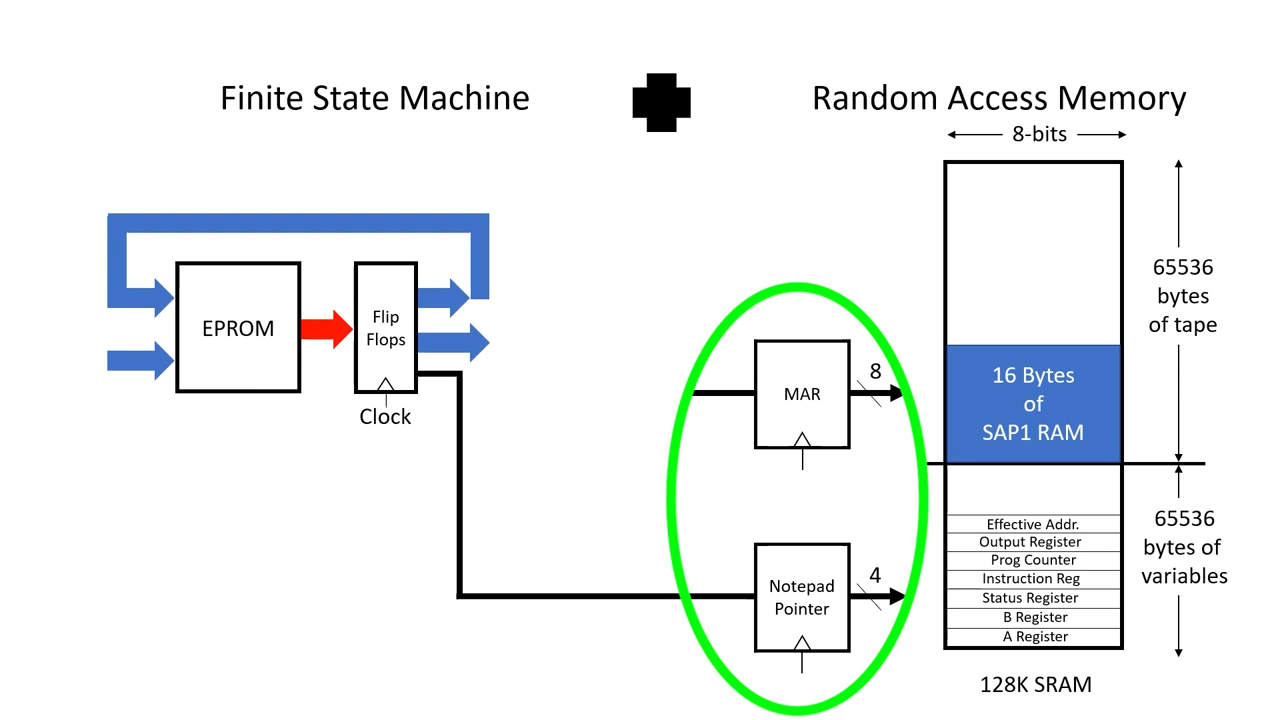 Finite State Machine
Random Access Memory
8-bits
EPROM
Flip
Flops
Clock
MAR
8
Notepad
Pointer
4
16 Bytes
of
SAP1 RAM
65536
bytes
of tape
Effective Addr.
Output Register
Prog Counter
Instruction Reg
Status Register
B Register
A Register
65536
bytes of
variables
128K SRAM